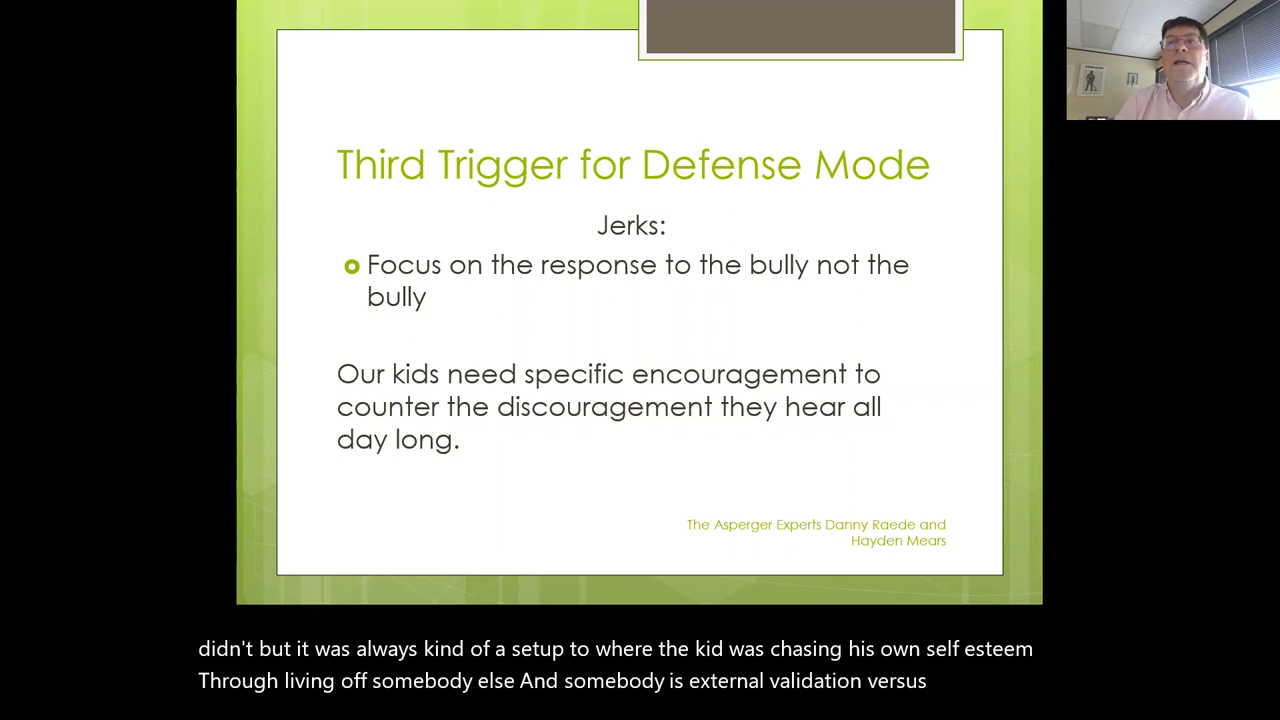 Third Trigger for Defense Mode
Jerks:
Focus on the response to the bully not the
bully
Our kids need specific encouragement to
counter the discouragement they hear all
day long.
The Asperger Experts Danny Raede and
Hayden Mears
didn't but it was always kind of a setup to where the kid was chasing his own self esteem
Through living off somebody else And somebody is external validation versus